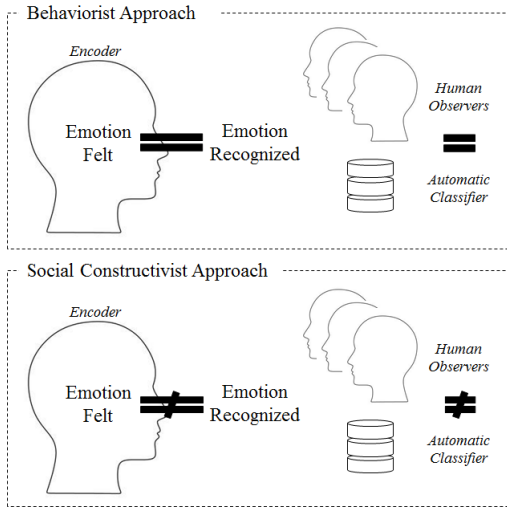 Behaviorist Approach
Encoder
Emotion
Felt
Emotion
Recognized
Human
Observers
Automatic
Classifier
Social Constructivist Approach
Encoder
Emotion
Felt
Emotion
Recognized
Human
Observers
Automatic
Classifier